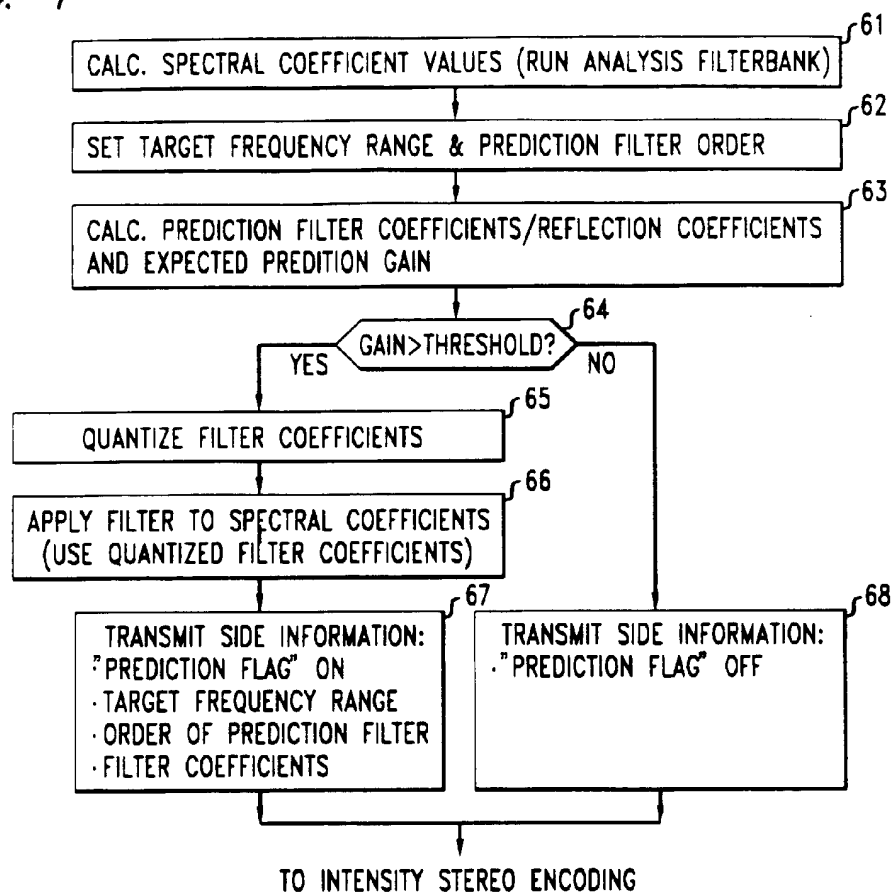 61
CALC. SPECTRAL COEFFICIENT VALUES (RUN ANALYSIS FILTERBANK)
62
SET TARGET FREQUENCY RANGE & PREDICTION FILTER ORDER
63
CALC. PREDICTION FILTER COEFFICIENTS/REFLECTION COEFFICIENTS
AND EXPECTED PREDITION GAIN
64
GAIN>THRESHOLD?
YES
NO
65
QUANTIZE FILTER COEFFICIENTS
66
APPLY FILTER TO SPECTRAL COEFFICIENTS
(USE QUANTIZED FILTER COEFFICIENTS)
67
TRANSMIT SIDE INFORMATION:
·"PREDICTION FLAG" ON
·TARGET FREQUENCY RANGE
·ORDER OF PREDICTION FILTER
·FILTER COEFFICIENTS
68
TRANSMIT SIDE INFORMATION:
·"PREDICTION FLAG" OFF
TO INTENSITY STEREO ENCODING